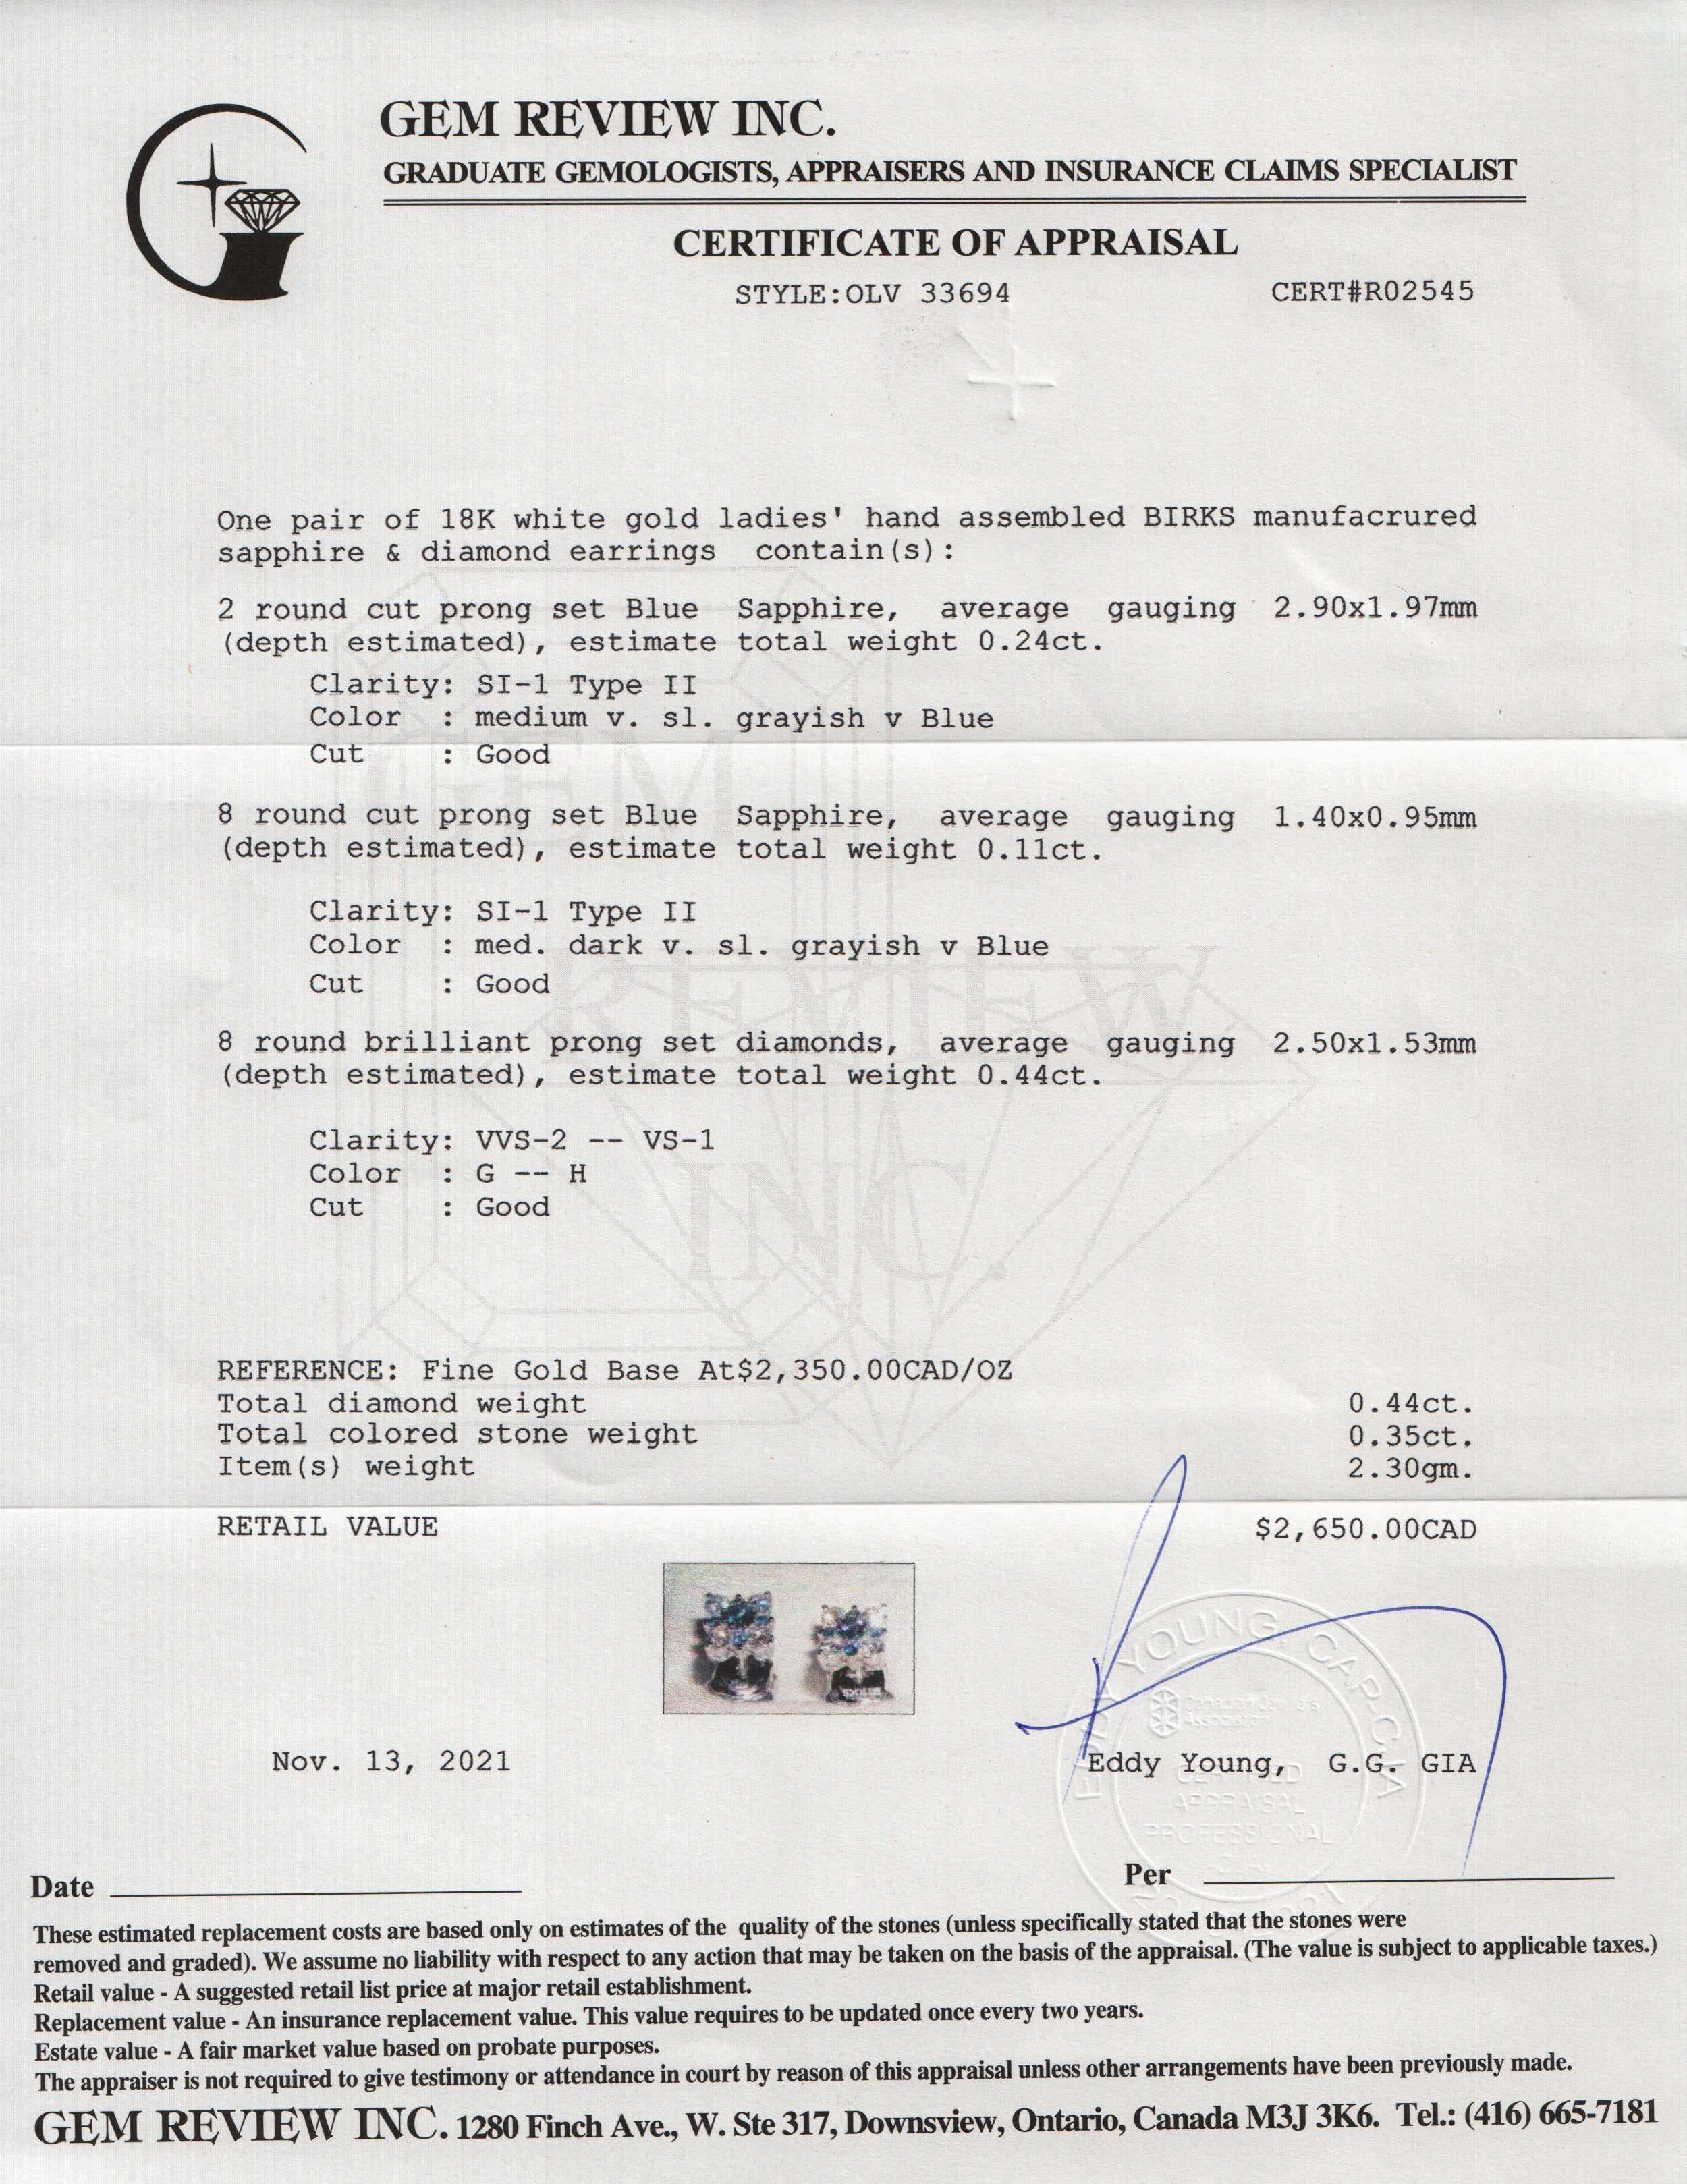 GEM REVIEW INC.
GRADUATE GEMOLOGISTS, APPRAISERS AND INSURANCE CLAIMS SPECIALIST
CERTIFICATE OF APPRAISAL
STYLE:OLV 33694 CERT#R02545
One pair of 18K white gold ladies' hand assembled BIRKS manufacrured
sapphire & diamond earrings contain(s):
2 round cut prong set Blue Sapphire, average gauging 2.90x1.97mm
(depth estimated), estimate total weight 0.24ct.
Clarity: SI-1 Type II
Color : medium v. sl. grayish v Blue
Cut : Good
8 round cut prong set Blue Sapphire, average gauging 1.40x0.95mm
(depth estimated), estimate total weight 0.11ct.
Clarity: SI-1 Type II
Color : med. dark v. sl. grayish v Blue
Cut : Good
8 round brilliant prong set diamonds, average gauging 2.50x1.53mm
(depth estimated), estimate total weight 0.44ct.
Clarity: VVS-2 -- VS-1
Color : G -- H
Cut : Good
GEM
REVIEW
INC.
REFERENCE: Fine Gold Base At$2,350.00CAD/OZ
Total diamond weight 0.44ct.
Total colored stone weight 0.35ct.
Item(s) weight 2.30gm.
RETAIL VALUE $2,650.00CAD
EDDY YOUNG, CAP-CJA
Canadian Jewellers
Association
CERTIFIED
APPRAISAL
PROFESSIONAL
Nov. 13, 2021 Eddy Young, G.G. GIA
Date Per
These estimated replacement costs are based only on estimates of the quality of the stones (unless specifically stated that the stones were
removed and graded). We assume no liability with respect to any action that may be taken on the basis of the appraisal. (The value is subject to applicable taxes.)
Retail value - A suggested retail list price at major retail establishment.
Replacement value - An insurance replacement value. This value requires to be updated once every two years.
Estate value - A fair market value based on probate purposes.
The appraiser is not required to give testimony or attendance in court by reason of this appraisal unless other arrangements have been previously made.
GEM REVIEW INC. 1280 Finch Ave., W. Ste 317, Downsview, Ontario, Canada M3J 3K6. Tel.: (416) 665-7181